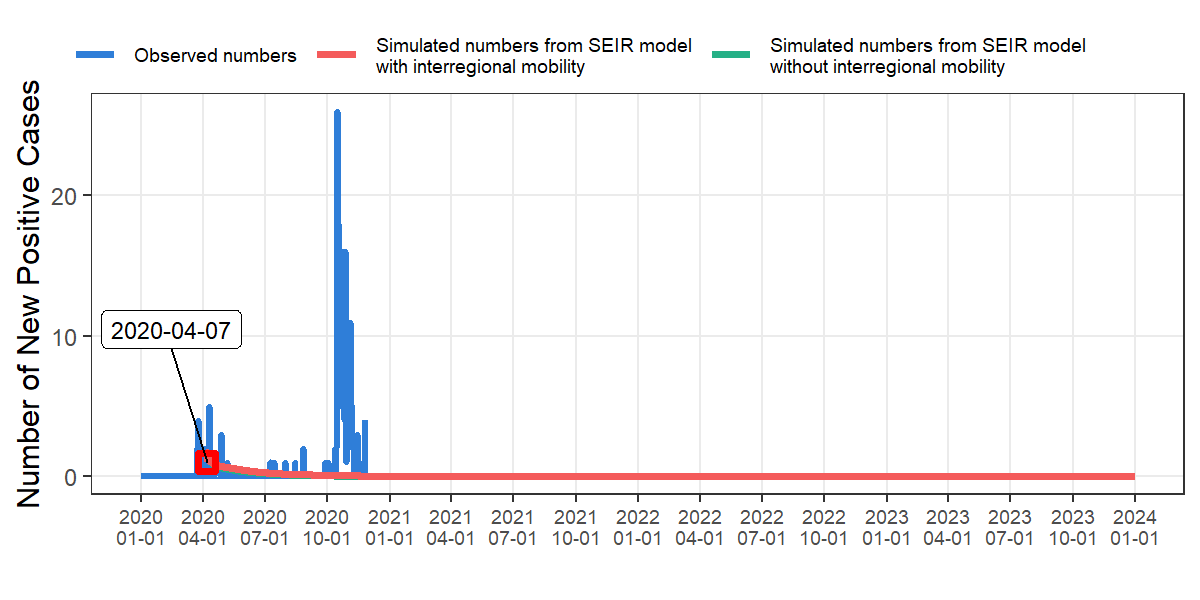 Observed numbers
Simulated numbers from SEIR model
with interregional mobility
Simulated numbers from SEIR model
without interregional mobility
Number of New Positive Cases
20
10
0
2020-04-07
2020 2020 2020 2020 2021 2021 2021 2021 2022 2022 2022 2022 2023 2023 2023 2023 2024
01-01 04-01 07-01 10-01 01-01 04-01 07-01 10-01 01-01 04-01 07-01 10-01 01-01 04-01 07-01 10-01 01-01